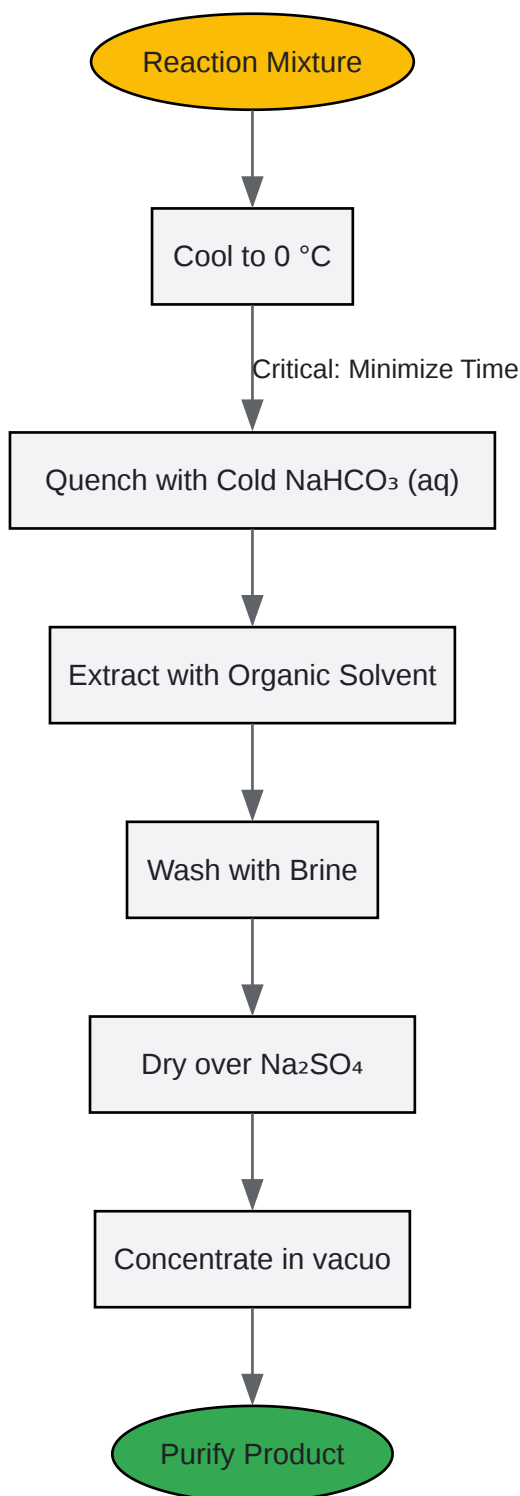 Reaction Mixture
Cool to 0 °C
Critical: Minimize Time
Quench with Cold NaHCO₃ (aq)
Extract with Organic Solvent
Wash with Brine
Dry over Na₂SO₄
Concentrate in vacuo
Purify Product